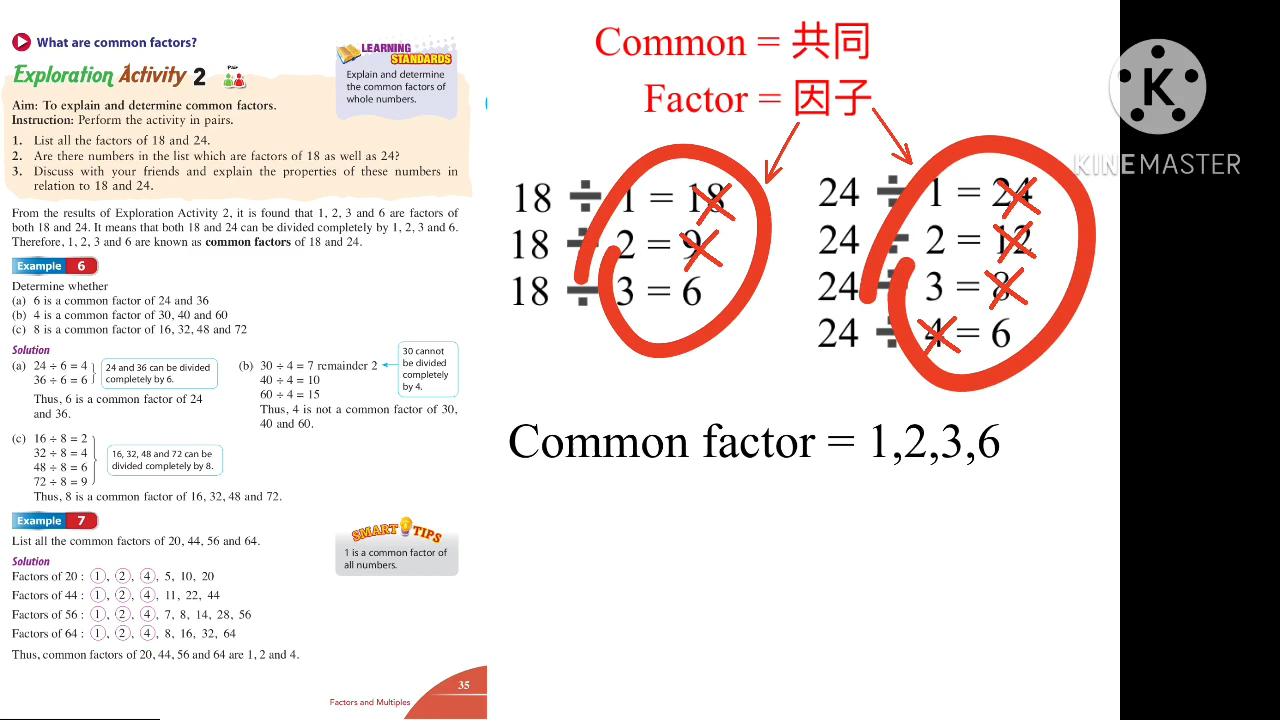 What are common factors?
Exploration Activity 2
Pair
LEARNING
STANDARDS
Explain and determine
the common factors of
whole numbers.
Aim: To explain and determine common factors.
Instruction: Perform the activity in pairs.
1. List all the factors of 18 and 24.
2. Are there numbers in the list which are factors of 18 as well as 24?
3. Discuss with your friends and explain the properties of these numbers in
relation to 18 and 24.
From the results of Exploration Activity 2, it is found that 1, 2, 3 and 6 are factors of
both 18 and 24. It means that both 18 and 24 can be divided completely by 1, 2, 3 and 6.
Therefore, 1, 2, 3 and 6 are known as common factors of 18 and 24.
Example 6
Determine whether
(a) 6 is a common factor of 24 and 36
(b) 4 is a common factor of 30, 40 and 60
(c) 8 is a common factor of 16, 32, 48 and 72
Solution
(a) 24 ÷ 6 = 4
36 ÷ 6 = 6
24 and 36 can be divided
completely by 6.
Thus, 6 is a common factor of 24
and 36.
(b) 30 ÷ 4 = 7 remainder 2
40 ÷ 4 = 10
60 ÷ 4 = 15
30 cannot
be divided
completely
by 4.
Thus, 4 is not a common factor of 30,
40 and 60.
(c) 16 ÷ 8 = 2
32 ÷ 8 = 4
48 ÷ 8 = 6
72 ÷ 8 = 9
16, 32, 48 and 72 can be
divided completely by 8.
Thus, 8 is a common factor of 16, 32, 48 and 72.
Example 7
List all the common factors of 20, 44, 56 and 64.
SMART TIPS
1 is a common factor of
all numbers.
Solution
Factors of 20 : 1, 2, 4, 5, 10, 20
Factors of 44 : 1, 2, 4, 11, 22, 44
Factors of 56 : 1, 2, 4, 7, 8, 14, 28, 56
Factors of 64 : 1, 2, 4, 8, 16, 32, 64
Thus, common factors of 20, 44, 56 and 64 are 1, 2 and 4.
35
Factors and Multiples
Common = 共同
Factor = 因子
18 ÷ 1 = 18
18 ÷ 2 = 9
18 ÷ 3 = 6
24 ÷ 1 = 24
24 ÷ 2 = 12
24 ÷ 3 = 8
24 ÷ 4 = 6
Common factor = 1,2,3,6
K
KINEMASTER